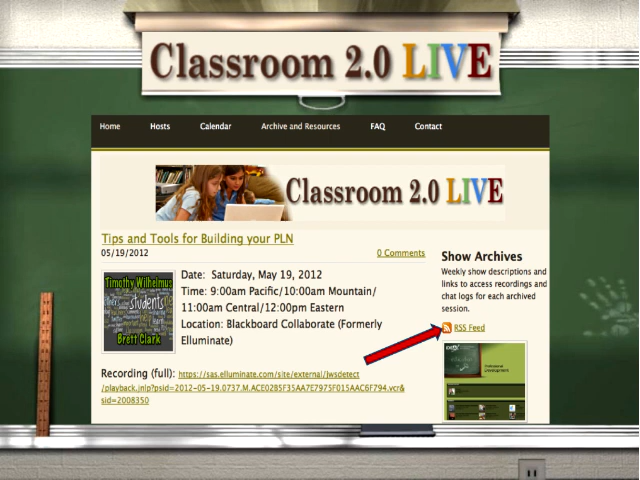 Classroom 2.0 LIVE
Home Hosts Calendar Archive and Resources FAQ Contact
Classroom 2.0 LIVE
Tips and Tools for Building your PLN
05/19/2012 0 Comments
Timothy Wilhelmus
students
Brett Clark
Date: Saturday, May 19, 2012
Time: 9:00am Pacific/10:00am Mountain/
11:00am Central/12:00pm Eastern
Location: Blackboard Collaborate (Formerly
Elluminate)
Recording (full): https://sas.elluminate.com/site/external/jwsdetect
/playback.jnlp?psid=2012-05-19.0737.M.ACE02B5F35AA7E7975F015AAC6F794.vcr&
sid=2008350
Show Archives
Weekly show descriptions and
links to access recordings and
chat logs for each archived
session.
RSS Feed